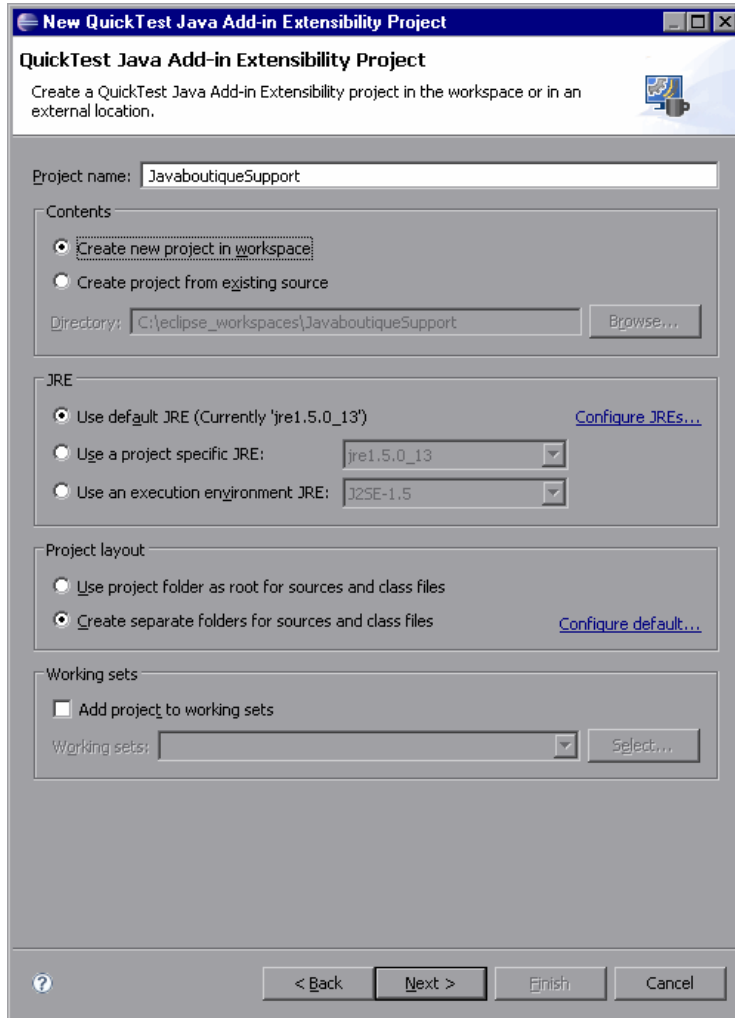 New QuickTest Java Add-in Extensibility Project
QuickTest Java Add-in Extensibility Project
Create a QuickTest Java Add-in Extensibility project in the workspace or in an
external location.
Project name: JavaboutiqueSupport
Contents
Create new project in workspace
Create project from existing source
Directory: C:\eclipse_workspaces\JavaboutiqueSupport Browse...
JRE
Use default JRE (Currently 'jre1.5.0_13') Configure JREs...
Use a project specific JRE: jre1.5.0_13
Use an execution environment JRE: J2SE-1.5
Project layout
Use project folder as root for sources and class files
Create separate folders for sources and class files Configure default...
Working sets
Add project to working sets
Working sets: Select...
? < Back Next > Finish Cancel